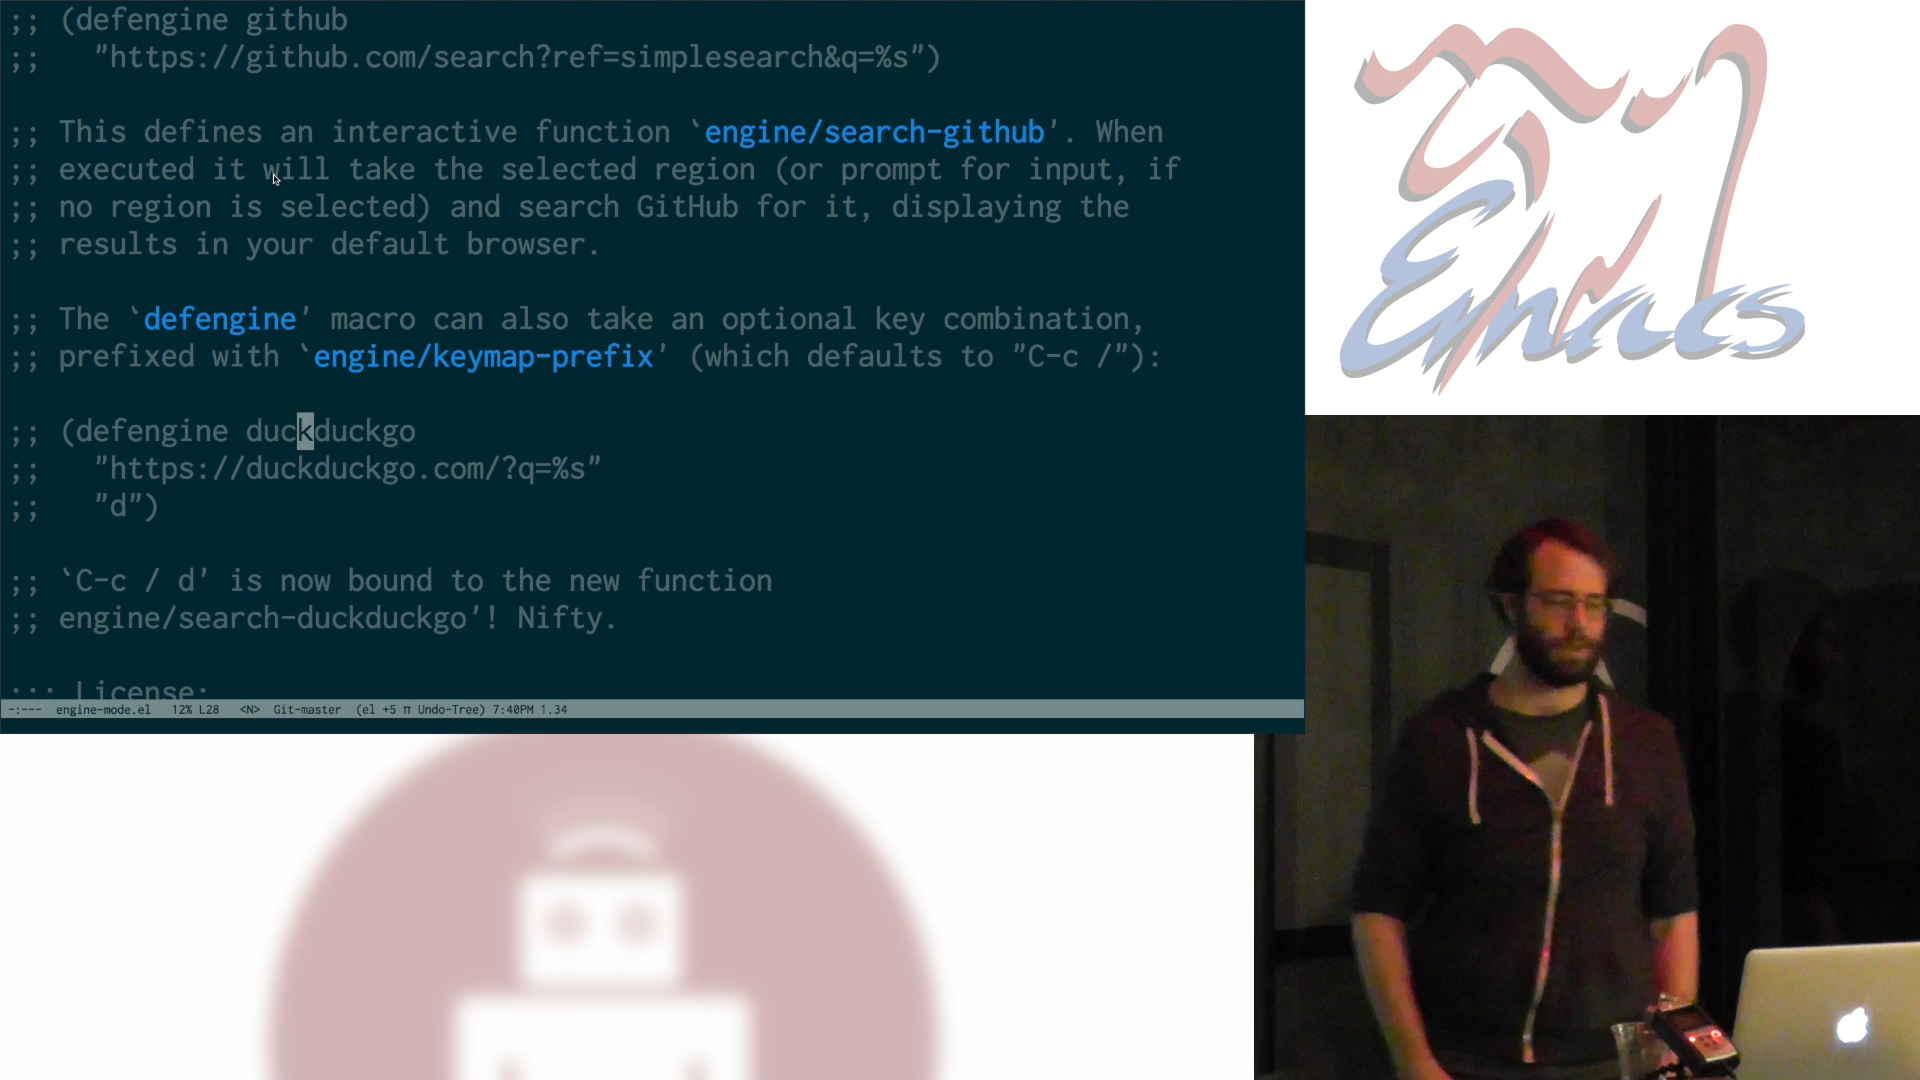 ;; (defengine github
;;   "https://github.com/search?ref=simplesearch&q=%s")
;; This defines an interactive function `engine/search-github'. When
;; executed it will take the selected region (or prompt for input, if
;; no region is selected) and search GitHub for it, displaying the
;; results in your default browser.
;; The `defengine' macro can also take an optional key combination,
;; prefixed with `engine/keymap-prefix' (which defaults to "C-c /"):
;; (defengine duckduckgo
;;   "https://duckduckgo.com/?q=%s"
;;   "d")
;; `C-c / d' is now bound to the new function
;; engine/search-duckduckgo'! Nifty.
;;; License:
-:---  engine-mode.el   12% L28   <N>  Git-master  (el +5 π Undo-Tree) 7:40PM 1.34
Emacs